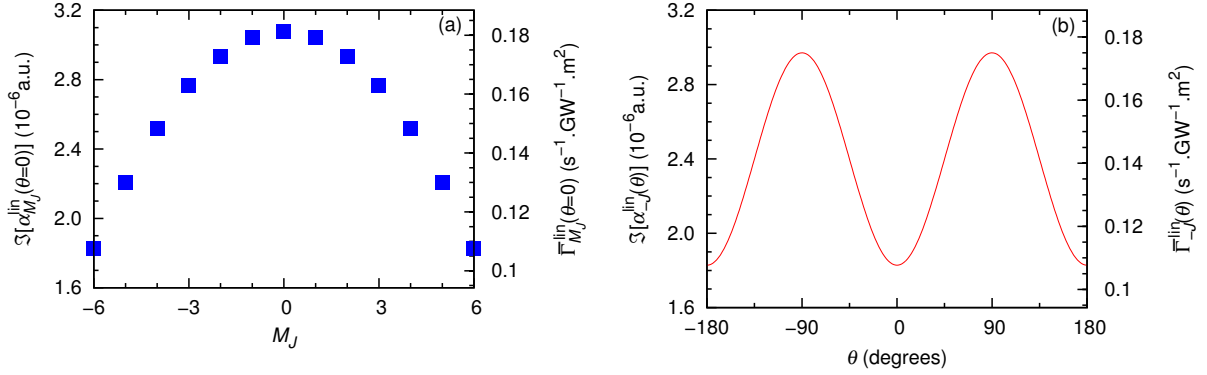 3.2
2.8
2.4
2.0
1.6
ℑ[α^lin_{M_J}(θ=0)] (10^−6 a.u.)
(a)
0.18
0.16
0.14
0.12
0.1
Γ̄^lin_{M_J}(θ=0) (s^−1.GW^−1.m^2)
−6 −3 0 3 6
M_J
3.2
2.8
2.4
2.0
1.6
ℑ[α^lin_{−J}(θ)] (10^−6 a.u.)
(b)
0.18
0.16
0.14
0.12
0.1
Γ̄^lin_{−J}(θ) (s^−1.GW^−1.m^2)
−180 −90 0 90 180
θ (degrees)